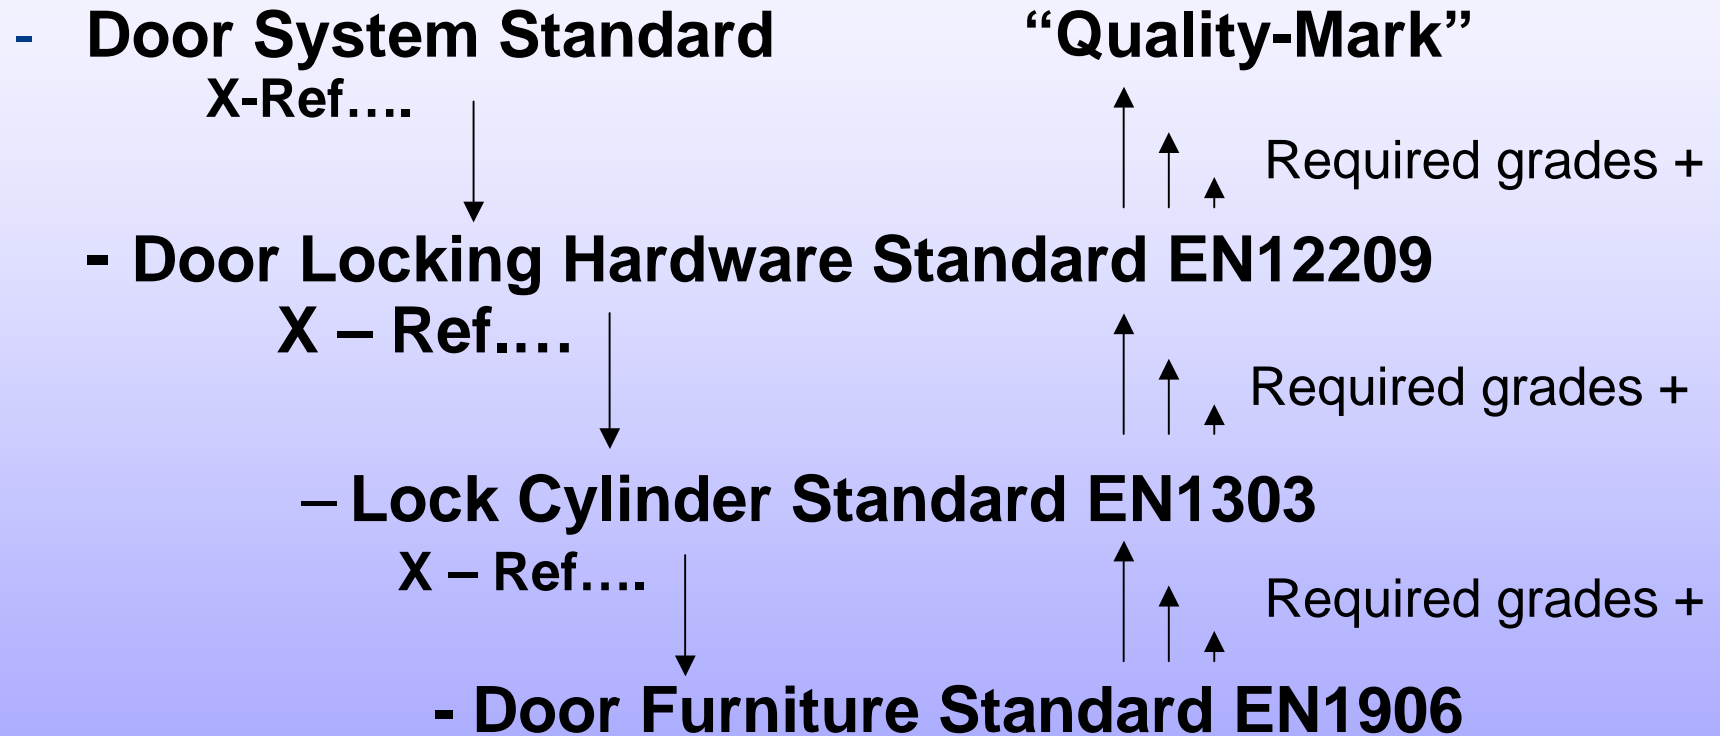 - Door System Standard “Quality-Mark”
X-Ref….
Required grades +
- Door Locking Hardware Standard EN12209
X – Ref.…
Required grades +
– Lock Cylinder Standard EN1303
X – Ref….
Required grades +
- Door Furniture Standard EN1906